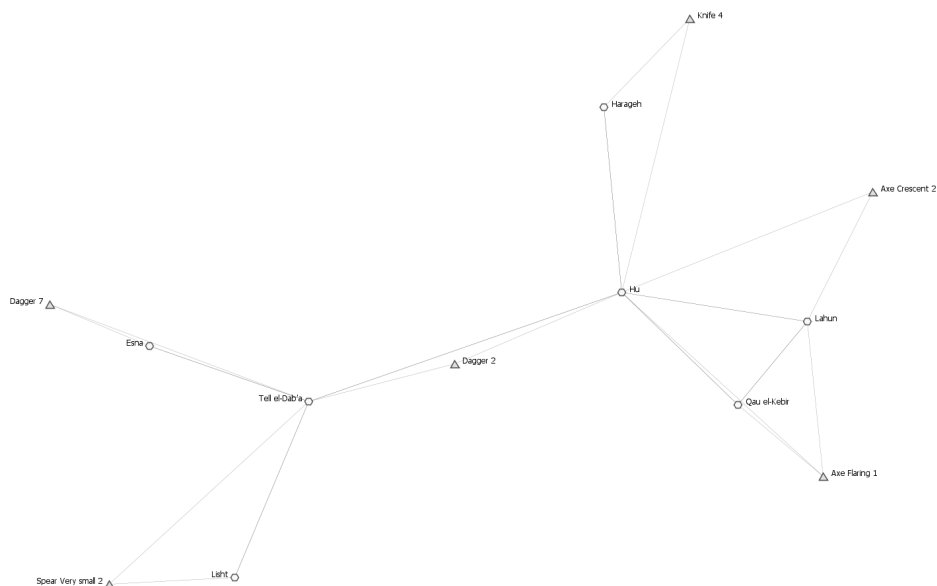 Knife 4
Harageh
Axe Crescent 2
Hu
Dagger 7
Lahun
Esna
Dagger 2
Tell el-Dab'a
Qau el-Kebir
Axe Flaring 1
Lisht
Spear Very small 2